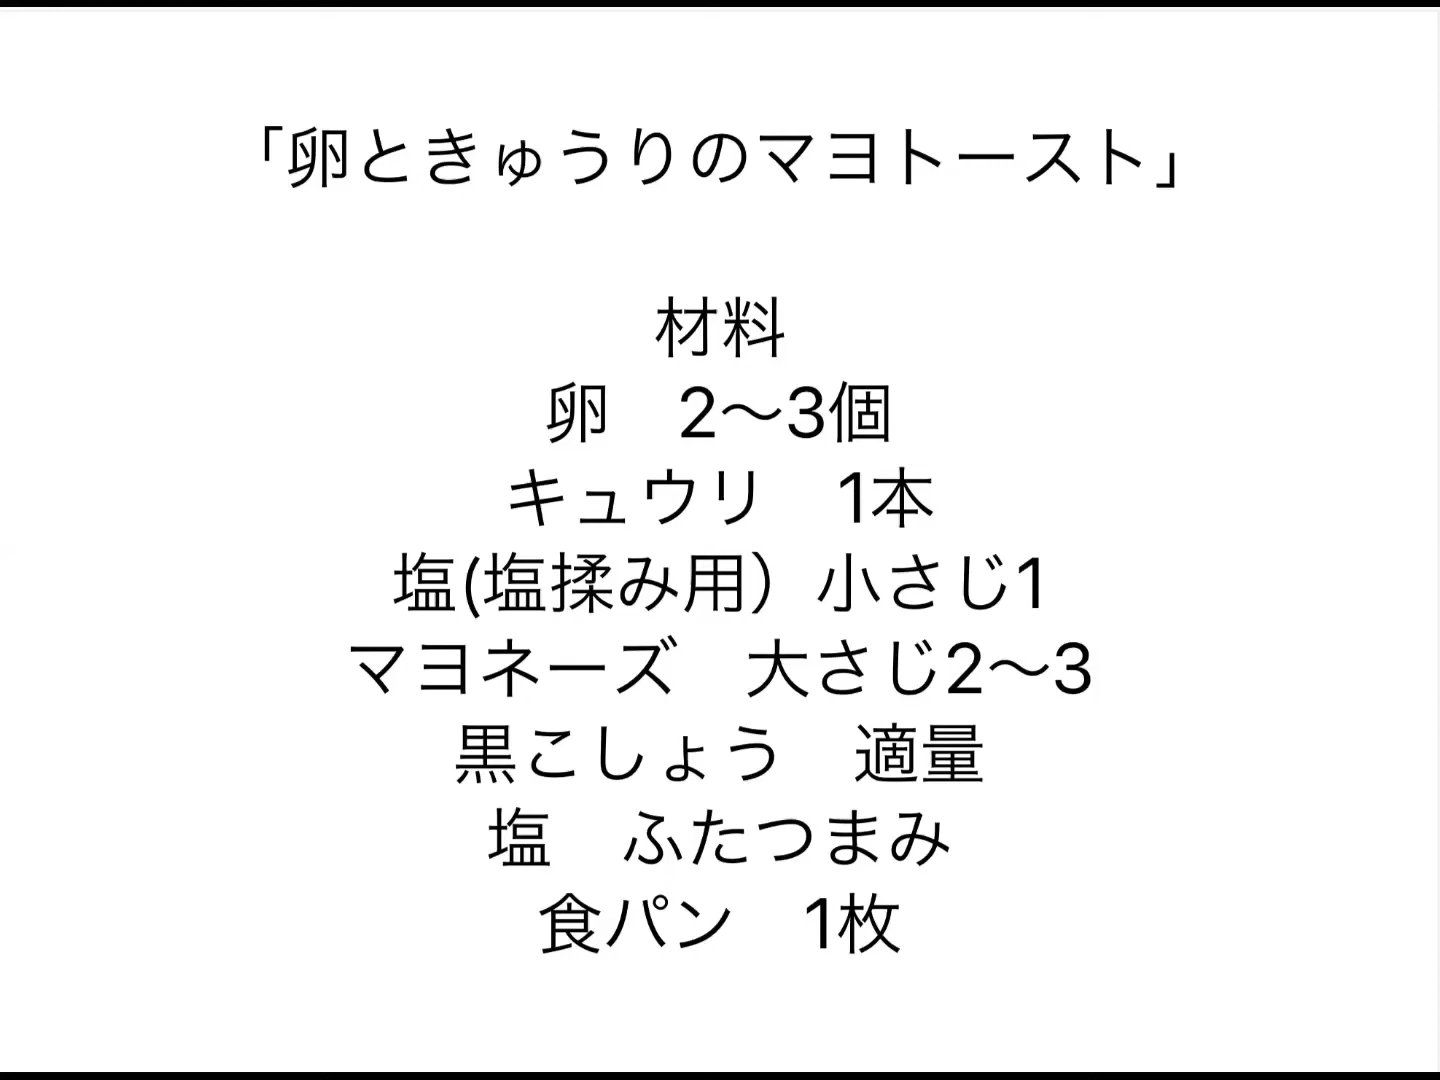 「卵ときゅうりのマヨトースト」
材料
卵　2〜3個
キュウリ　1本
塩(塩揉み用）小さじ1
マヨネーズ　大さじ2〜3
黒こしょう　適量
塩　ふたつまみ
食パン　1枚